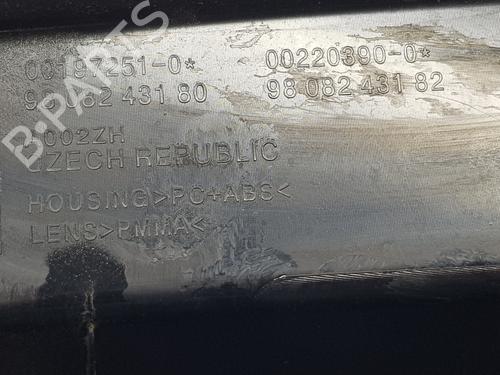 00197251-0* 00220390-0*
98 082 431 80 98 082 431 82
002ZH
CZECH REPUBLIC
HOUSING>PC+ABS<
LENS>PMMA<
B-PARTS